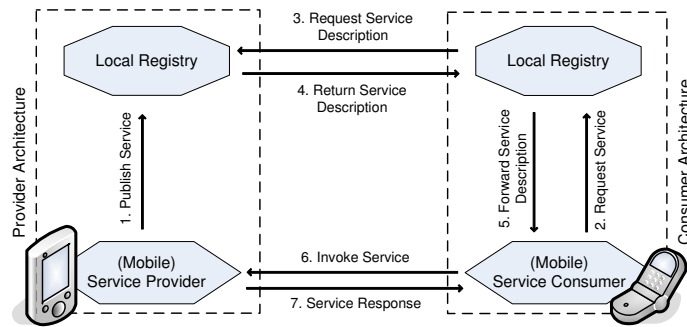 3. Request Service
Description
Local Registry
Local Registry
4. Return Service
Description
Provider Architecture
1. Publish Service
5. Forward Service
Description
2. Request Service
Consumer Architecture
(Mobile)
Service Provider
6. Invoke Service
7. Service Response
(Mobile)
Service Consumer